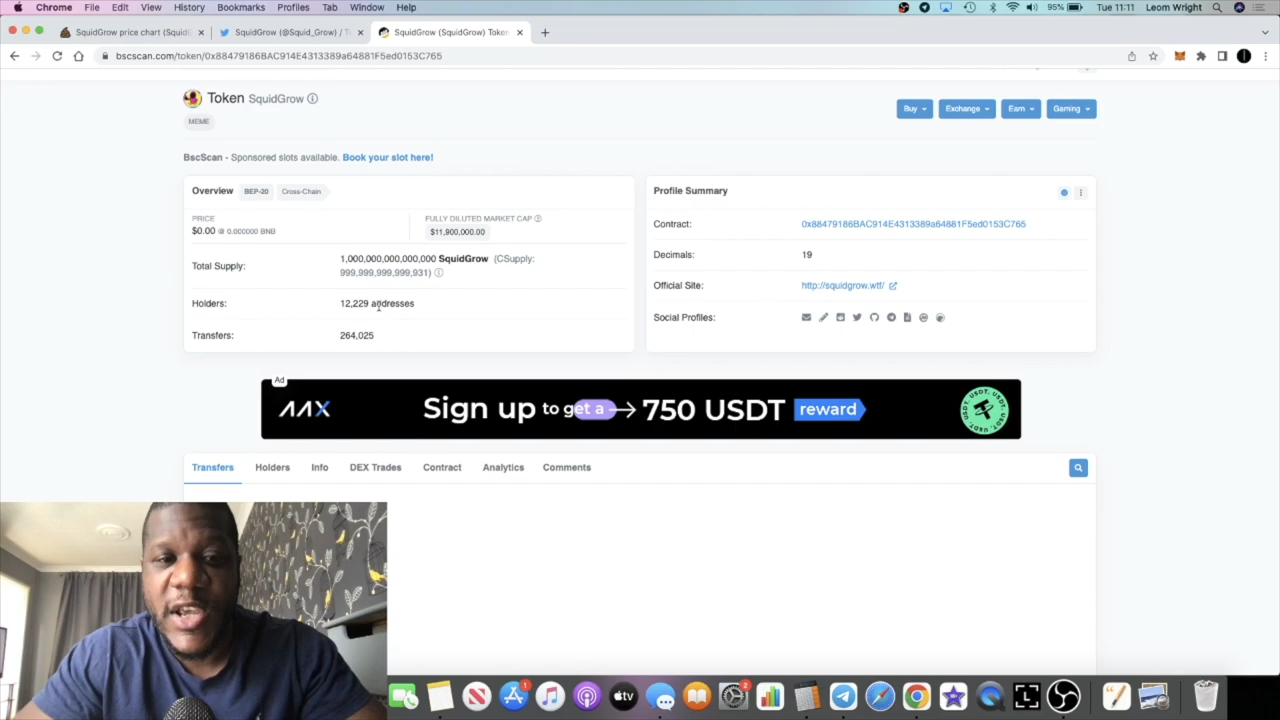 Chrome File Edit View History Bookmarks Profiles Tab Window Help 95% Tue 11:11 Leom Wright
SquidGrow price chart (Squid
SquidGrow (@Squid_Grow) / T
SquidGrow (SquidGrow) Token
bscscan.com/token/0x88479186BAC914E4313389a64881F5ed0153C765
Token SquidGrow
Buy Exchange Earn Gaming
MEME
BscScan - Sponsored slots available. Book your slot here!
Overview BEP-20 Cross-Chain
PRICE
$0.00 @ 0.000000 BNB
FULLY DILUTED MARKET CAP
$11,900,000.00
Total Supply: 1,000,000,000,000,000 SquidGrow (CSupply:
999,999,999,999,931)
Holders: 12,229 addresses
Transfers: 264,025
Profile Summary
Contract: 0x88479186BAC914E4313389a64881F5ed0153C765
Decimals: 19
Official Site: http://squidgrow.wtf/
Social Profiles:
Ad
AAX Sign up to get a 750 USDT reward
Transfers Holders Info DEX Trades Contract Analytics Comments
1
tv
2
L